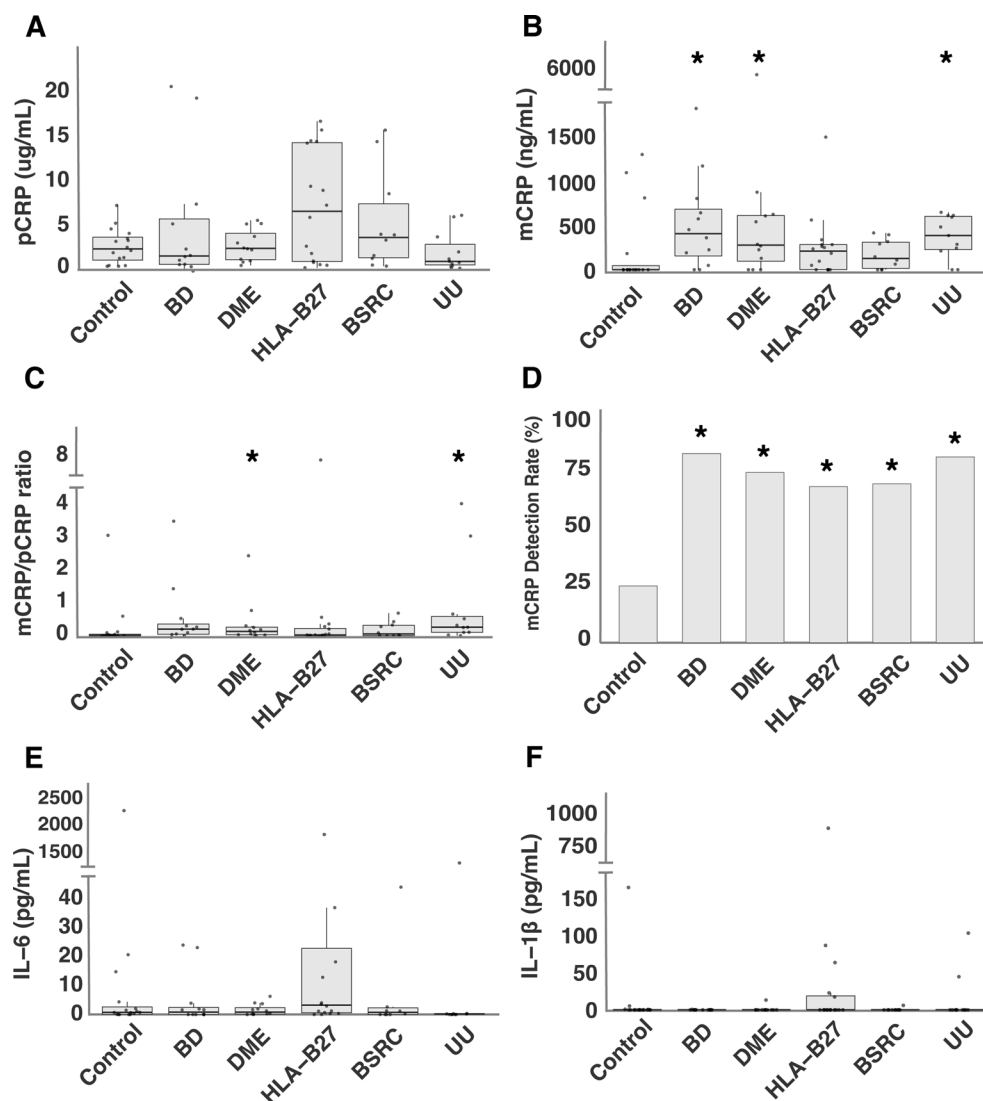 A
pCRP (ug/mL)
20
15
10
5
0
Control
BD
DME
HLA−B27
BSRC
UU
B
mCRP (ng/mL)
6000
1500
1000
500
0
*
*
*
Control
BD
DME
HLA−B27
BSRC
UU
C
mCRP/pCRP ratio
8
4
3
2
1
0
*
*
Control
BD
DME
HLA−B27
BSRC
UU
D
mCRP Detection Rate (%)
100
75
50
25
0
*
*
*
*
*
Control
BD
DME
HLA−B27
BSRC
UU
E
IL−6 (pg/mL)
2500
2000
1500
40
30
20
10
0
Control
BD
DME
HLA−B27
BSRC
UU
F
IL−1β (pg/mL)
1000
750
150
100
50
0
Control
BD
DME
HLA−B27
BSRC
UU